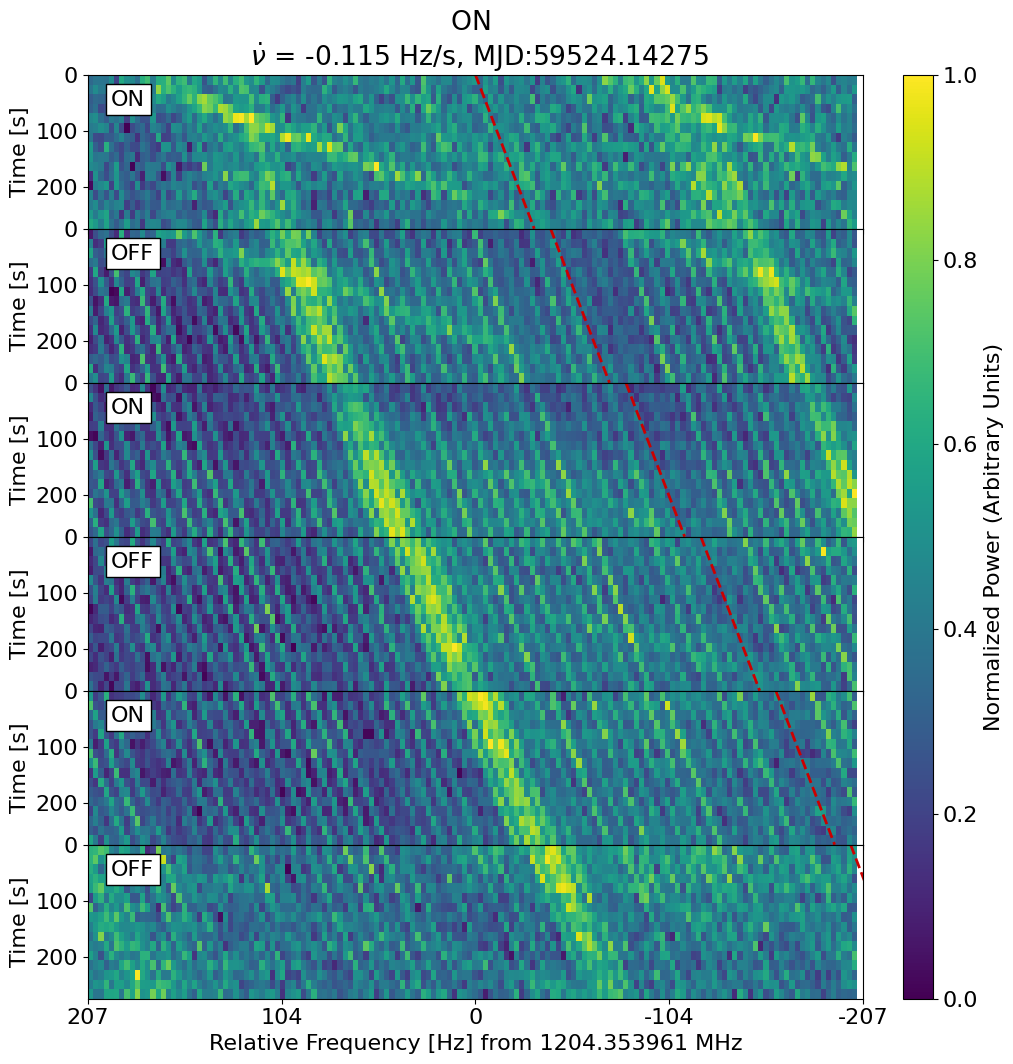 ON
ν̇ = -0.115 Hz/s, MJD:59524.14275
0
100
200
Time [s]
ON
0
100
200
Time [s]
OFF
0
100
200
Time [s]
ON
0
100
200
Time [s]
OFF
0
100
200
Time [s]
ON
0
100
200
Time [s]
OFF
207 104 0 -104 -207
Relative Frequency [Hz] from 1204.353961 MHz
1.0
0.8
0.6
0.4
0.2
0.0
Normalized Power (Arbitrary Units)